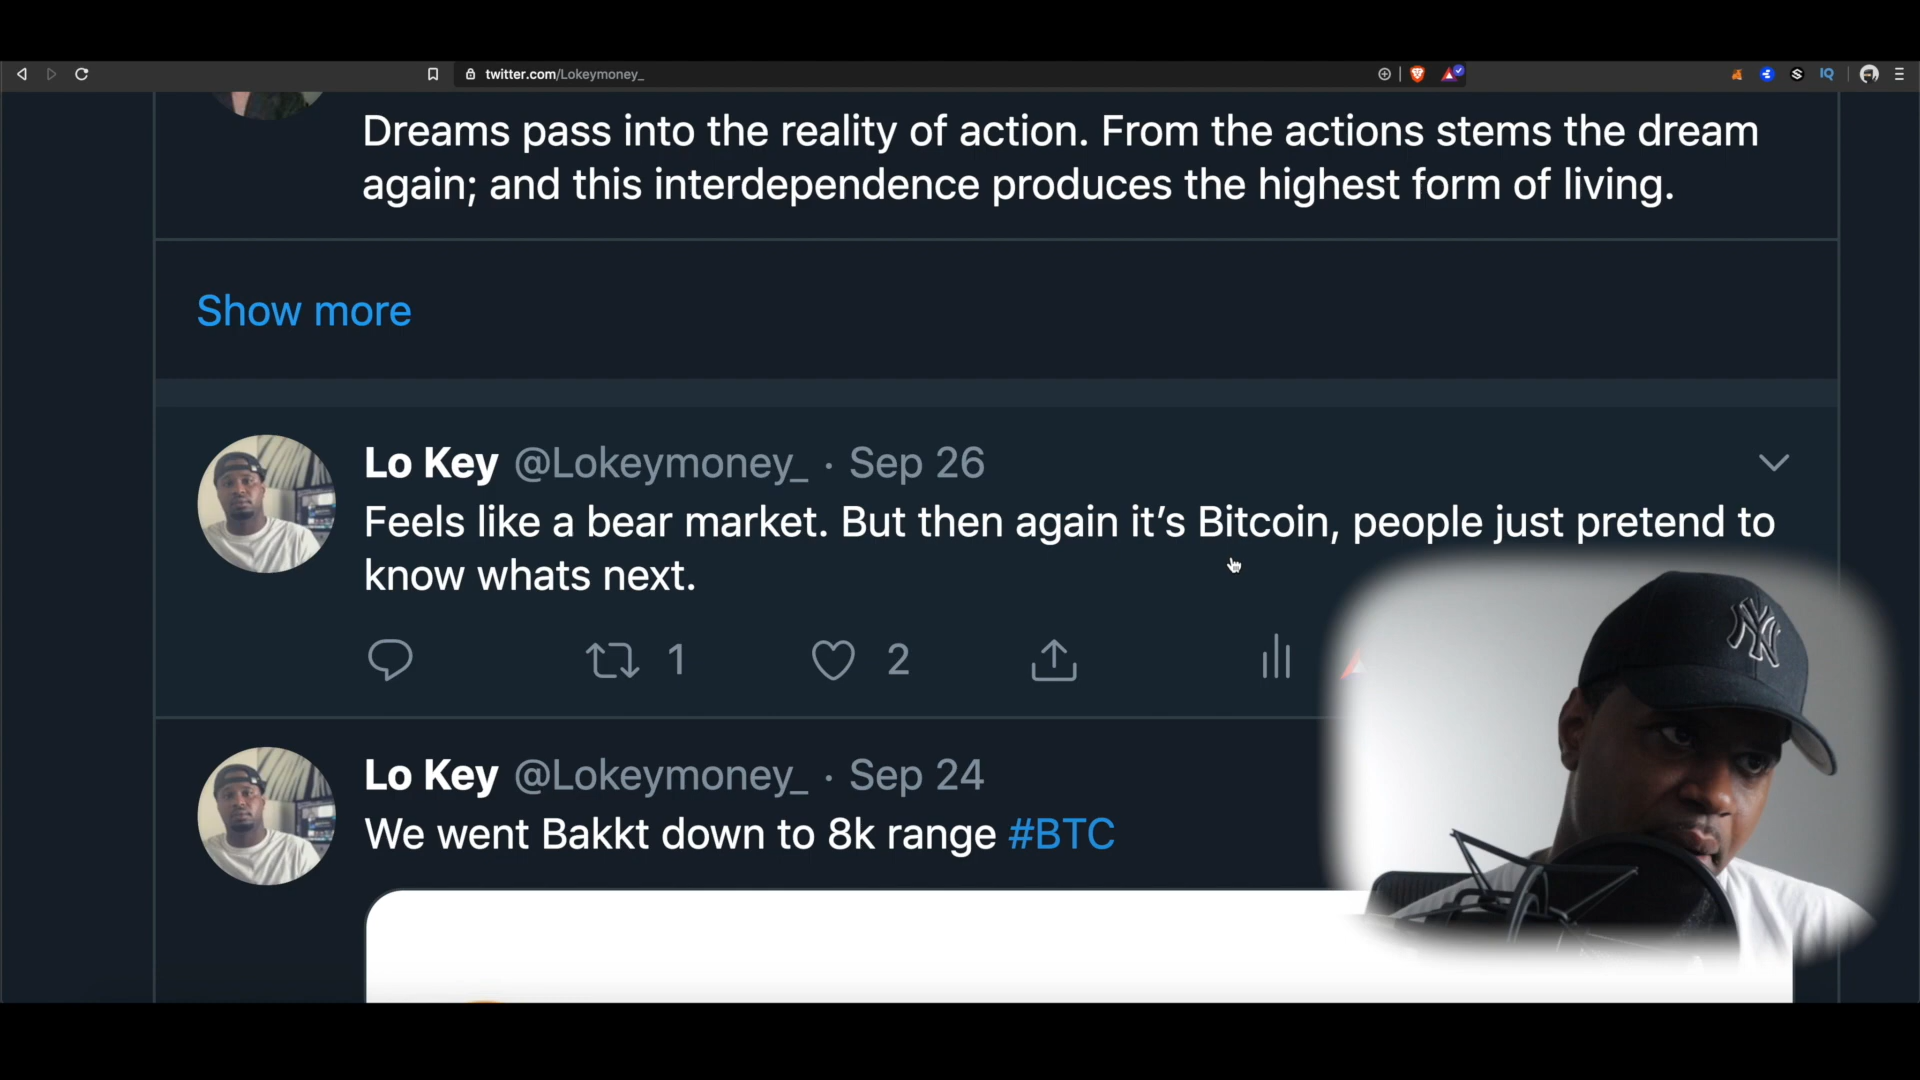 twitter.com/Lokeymoney_
IQ
Dreams pass into the reality of action. From the actions stems the dream
again; and this interdependence produces the highest form of living.
Show more
Lo Key @Lokeymoney_ · Sep 26
Feels like a bear market. But then again it’s Bitcoin, people just pretend to
know whats next.
1 2
NY
Lo Key @Lokeymoney_ · Sep 24
We went Bakkt down to 8k range #BTC